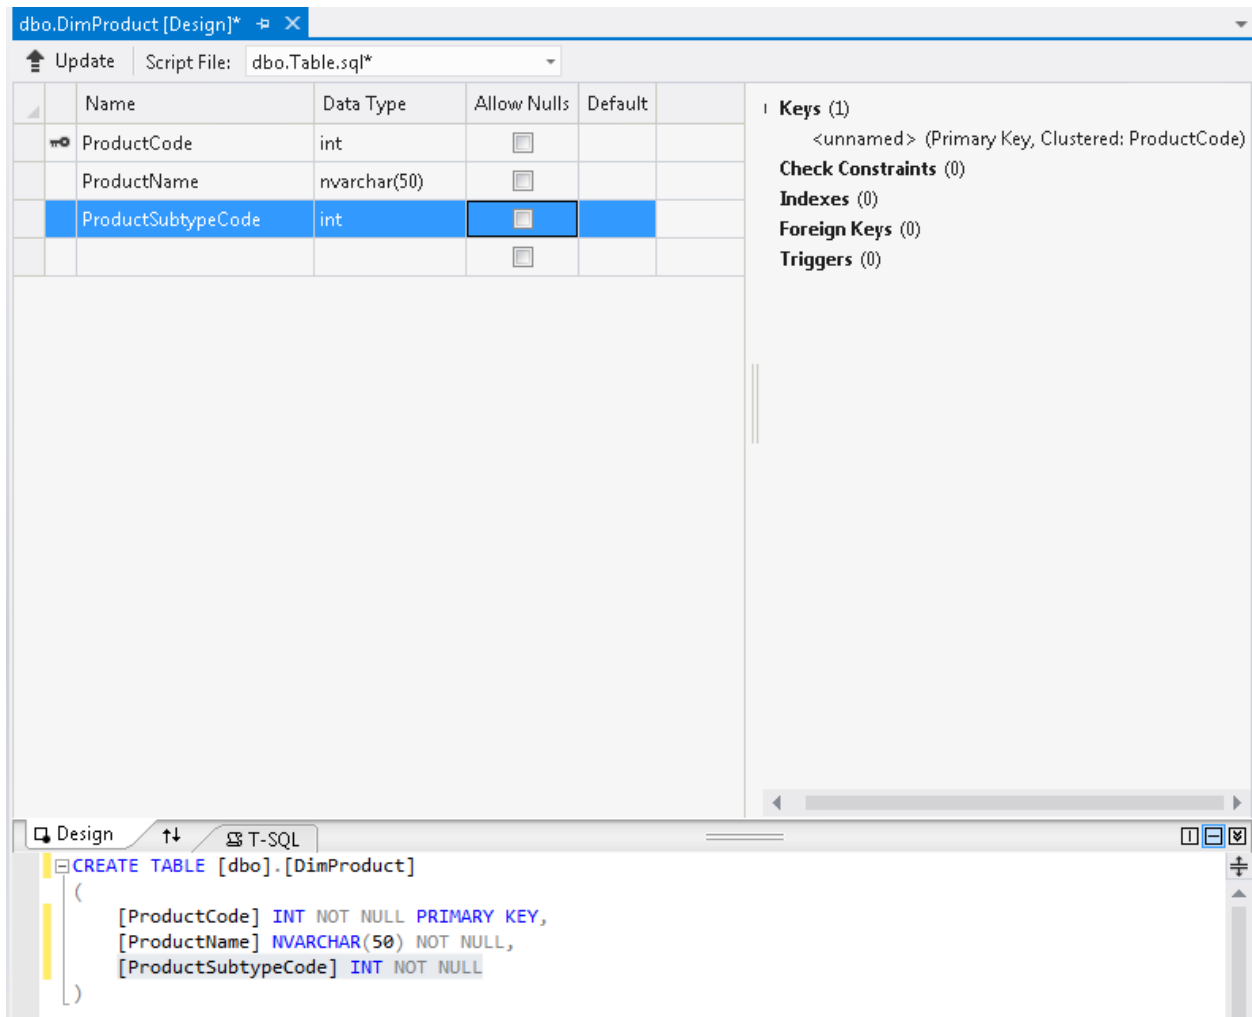 dbo.DimProduct [Design]*
Update Script File: dbo.Table.sql*
Name Data Type Allow Nulls Default
ProductCode int
ProductName nvarchar(50)
ProductSubtypeCode int
Keys (1)
<unnamed> (Primary Key, Clustered: ProductCode)
Check Constraints (0)
Indexes (0)
Foreign Keys (0)
Triggers (0)
Design T-SQL
CREATE TABLE [dbo].[DimProduct]
(
[ProductCode] INT NOT NULL PRIMARY KEY,
[ProductName] NVARCHAR(50) NOT NULL,
[ProductSubtypeCode] INT NOT NULL
)